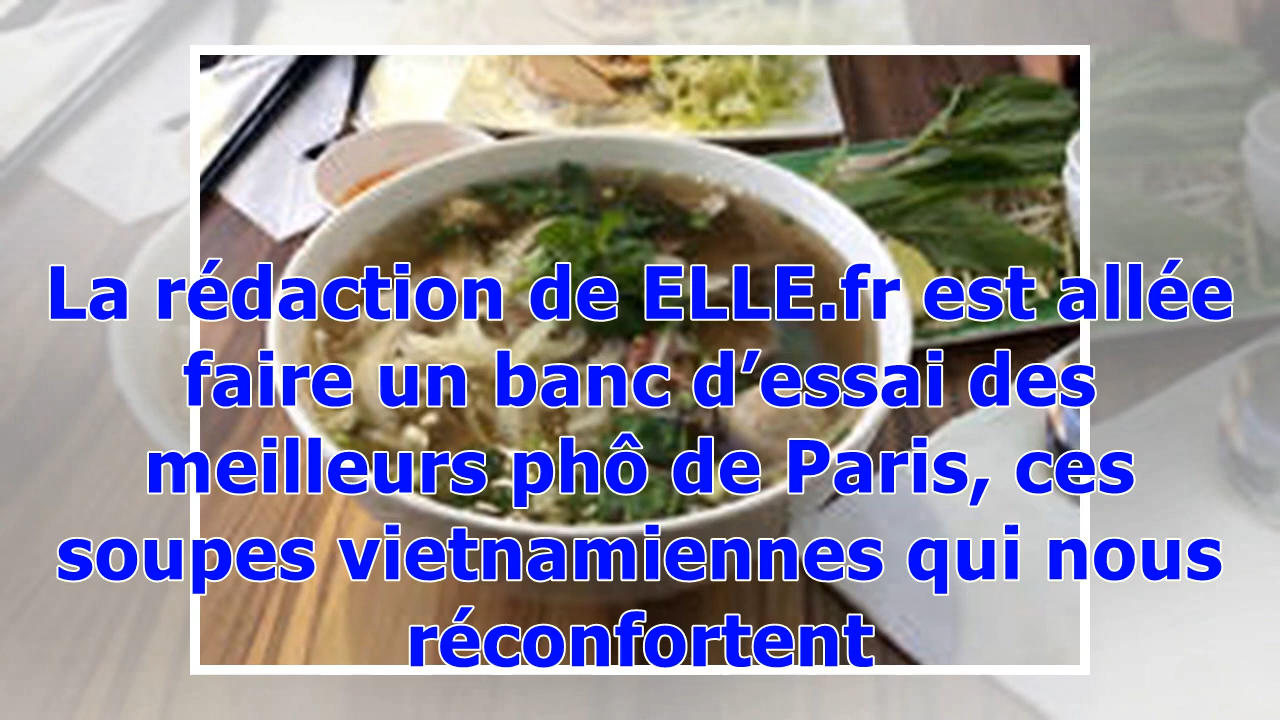 La rédaction de ELLE.fr est allée
faire un banc d’essai des
meilleurs phô de Paris, ces
soupes vietnamiennes qui nous
réconfortent